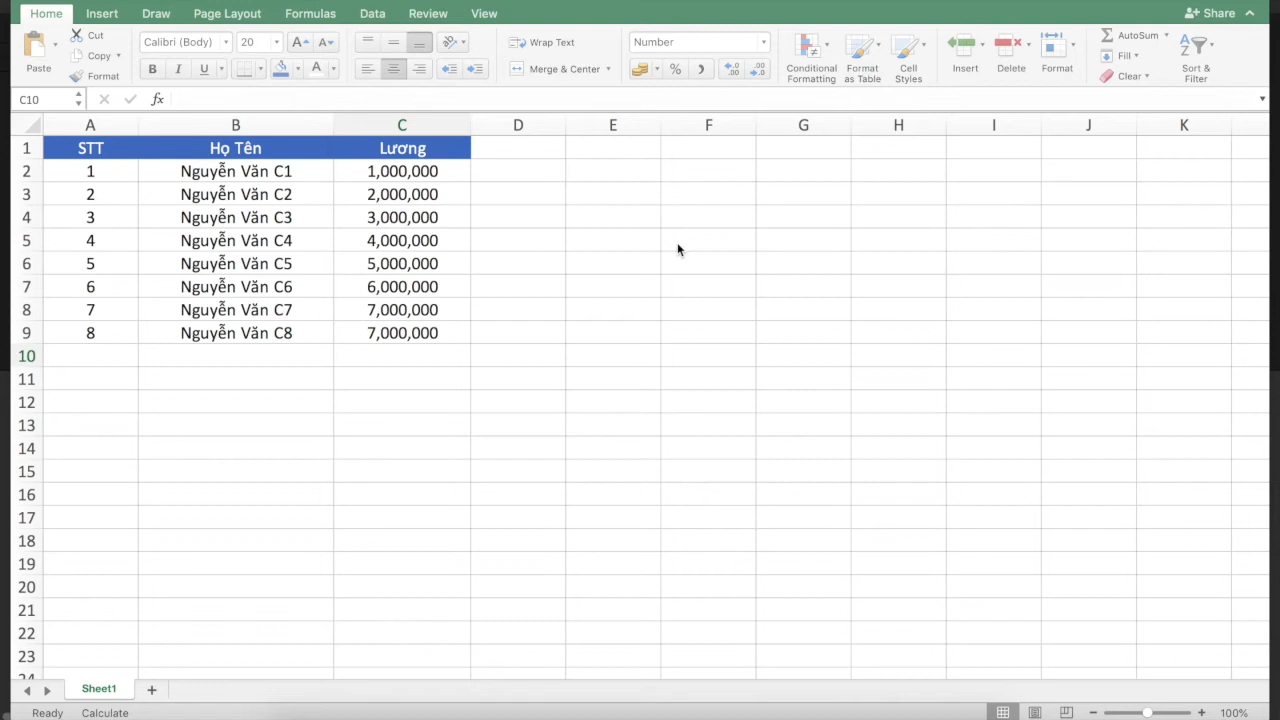 Home Insert Draw Page Layout Formulas Data Review View Share
Cut
Copy
Format
Paste
Calibri (Body) 20
A A
B I U A
Wrap Text
Merge & Center
Number
%
Conditional Formatting
Format as Table
Cell Styles
Insert Delete Format
AutoSum
Fill
Clear
Sort & Filter
C10 fx
A B C D E F G H I J K
1 STT Họ Tên Lương
2 1 Nguyễn Văn C1 1,000,000
3 2 Nguyễn Văn C2 2,000,000
4 3 Nguyễn Văn C3 3,000,000
5 4 Nguyễn Văn C4 4,000,000
6 5 Nguyễn Văn C5 5,000,000
7 6 Nguyễn Văn C6 6,000,000
8 7 Nguyễn Văn C7 7,000,000
9 8 Nguyễn Văn C8 7,000,000
10
11
12
13
14
15
16
17
18
19
20
21
22
23
24
Sheet1
Ready Calculate 100%